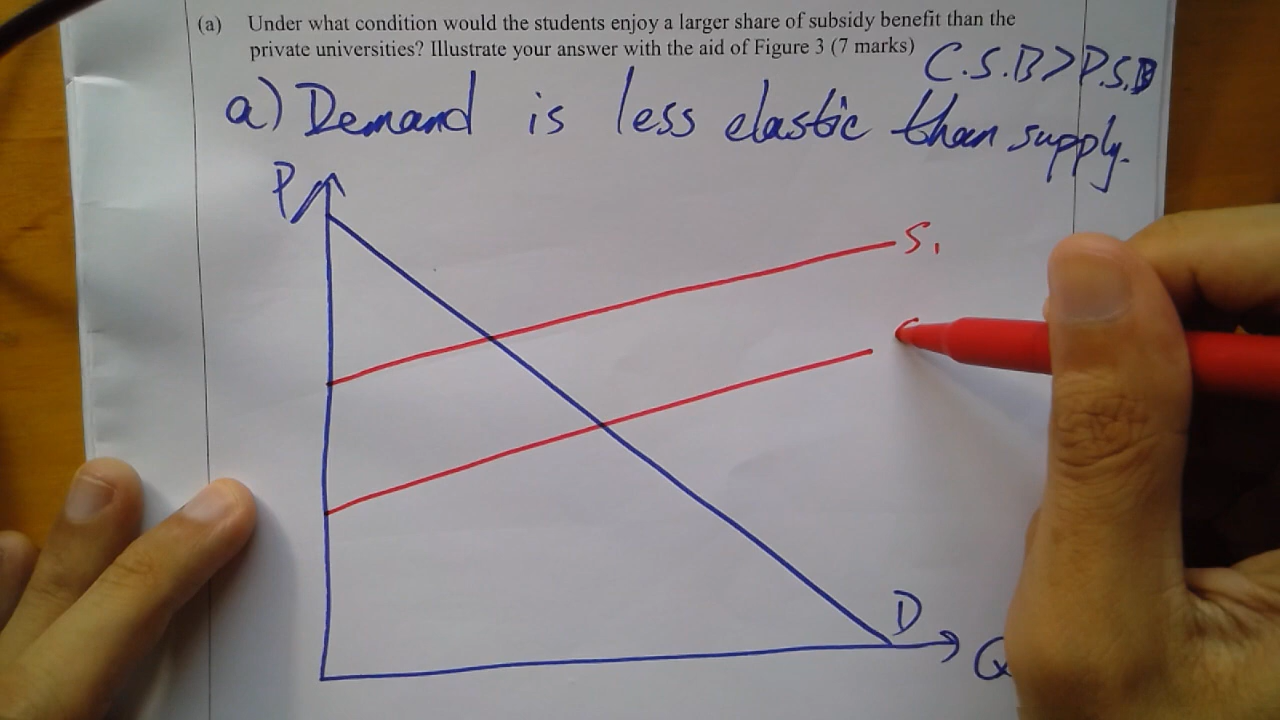 (a) Under what condition would the students enjoy a larger share of subsidy benefit than the
private universities? Illustrate your answer with the aid of Figure 3 (7 marks)
C.S.B>P.S.B
a) Demand is less elastic than supply.
P
S1
D
Q